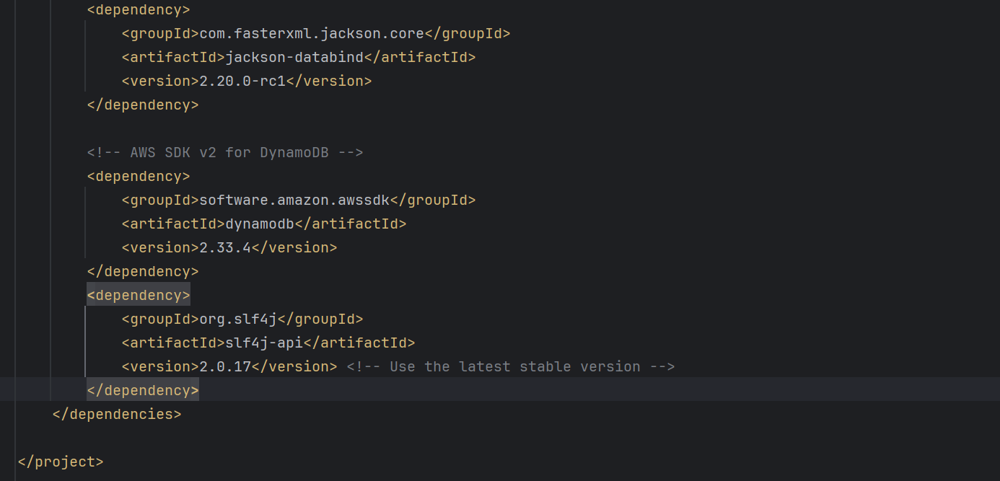 <dependency>
<groupId>com.fasterxml.jackson.core</groupId>
<artifactId>jackson-databind</artifactId>
<version>2.20.0-rc1</version>
</dependency>
<!-- AWS SDK v2 for DynamoDB -->
<dependency>
<groupId>software.amazon.awssdk</groupId>
<artifactId>dynamodb</artifactId>
<version>2.33.4</version>
</dependency>
<dependency>
<groupId>org.slf4j</groupId>
<artifactId>slf4j-api</artifactId>
<version>2.0.17</version> <!-- Use the latest stable version -->
</dependency>
</dependencies>
</project>